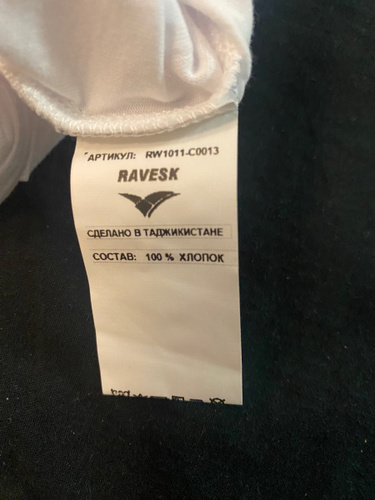 "АРТИКУЛ: RW1011-C0013
RAVESK
СДЕЛАНО В ТАДЖИКИСТАНЕ
СОСТАВ: 100 % ХЛОПОК